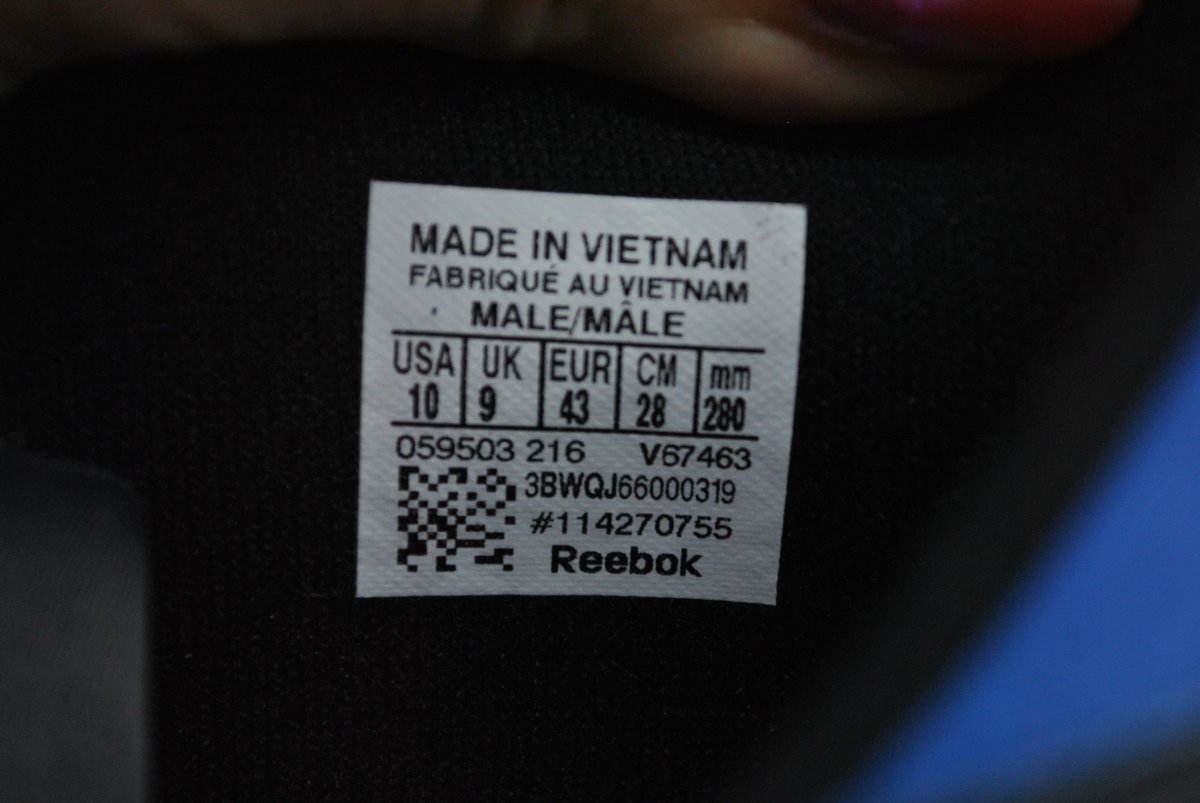 MADE IN VIETNAM
FABRIQUÉ AU VIETNAM
MALE/MÂLE
USA UK EUR CM mm
10 9 43 28 280
059503 216 V67463
3BWQJ66000319
#114270755
Reebok